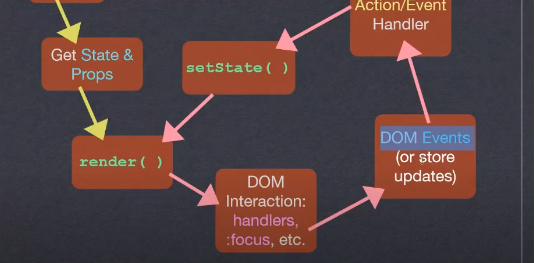 Action/Event
Handler
Get State &
Props
setState( )
render( )
DOM Events
(or store
updates)
DOM
Interaction:
handlers,
:focus, etc.